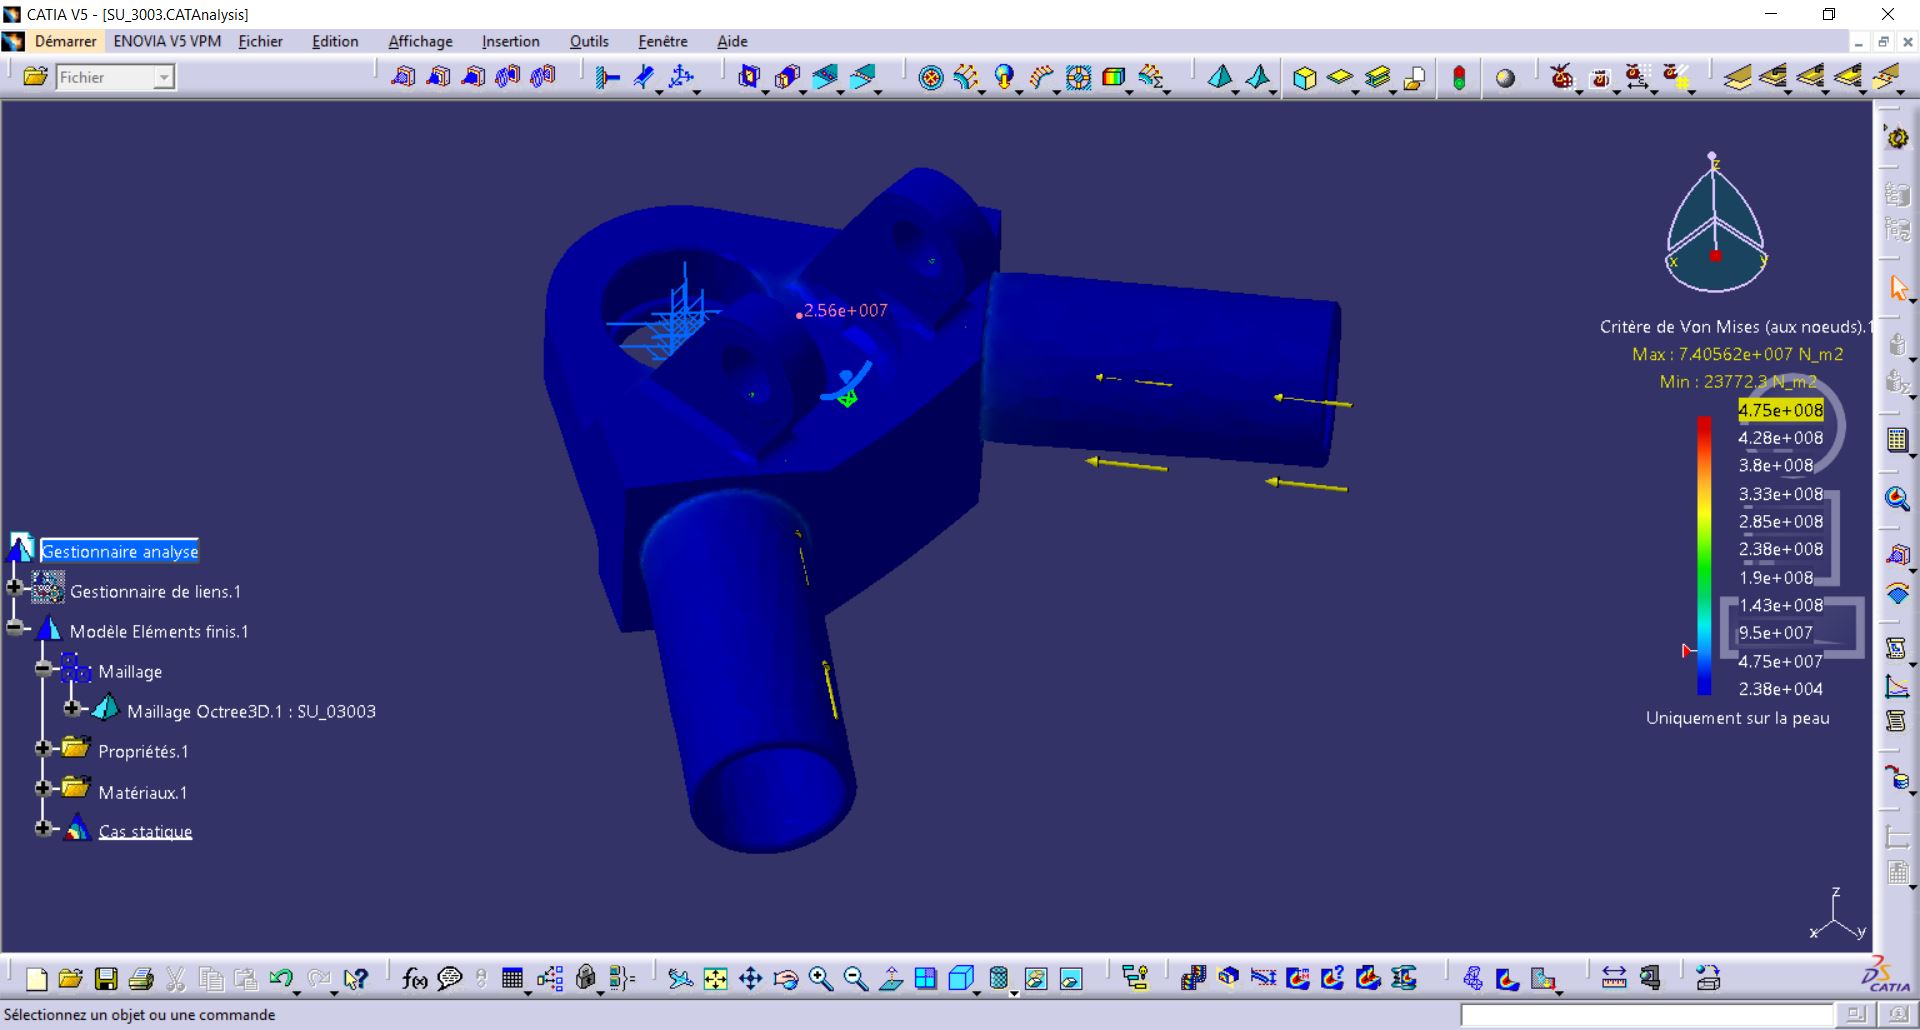 CATIA V5 - [SU_3003.CATAnalysis]
Démarrer ENOVIA V5 VPM Fichier Edition Affichage Insertion Outils Fenêtre Aide
Fichier
z
x y
2.56e+007
Critère de Von Mises (aux noeuds).1
Max : 7.40562e+007 N_m2
Min : 23772.3 N_m2
4.75e+008
4.28e+008
3.8e+008
3.33e+008
2.85e+008
2.38e+008
1.9e+008
1.43e+008
9.5e+007
4.75e+007
2.38e+004
Uniquement sur la peau
Gestionnaire analyse
Gestionnaire de liens.1
Modèle Eléments finis.1
Maillage
Maillage Octree3D.1 : SU_03003
Propriétés.1
Matériaux.1
Cas statique
z
x y
f(x)
DS
CATIA
Sélectionnez un objet ou une commande